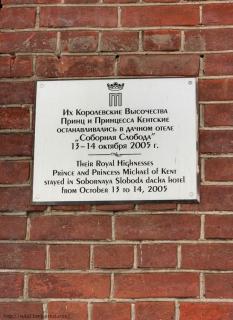 Их Королевские Высочества
Принц и Принцесса Кентские
останавливались в дачном отеле
„Соборная Слобода"
13-14 октября 2005 г.
Their Royal Highnesses
Prince and Princess Michael of Kent
stayed in Sobornaya Sloboda dacha hotel
from October 13 to 14, 2005